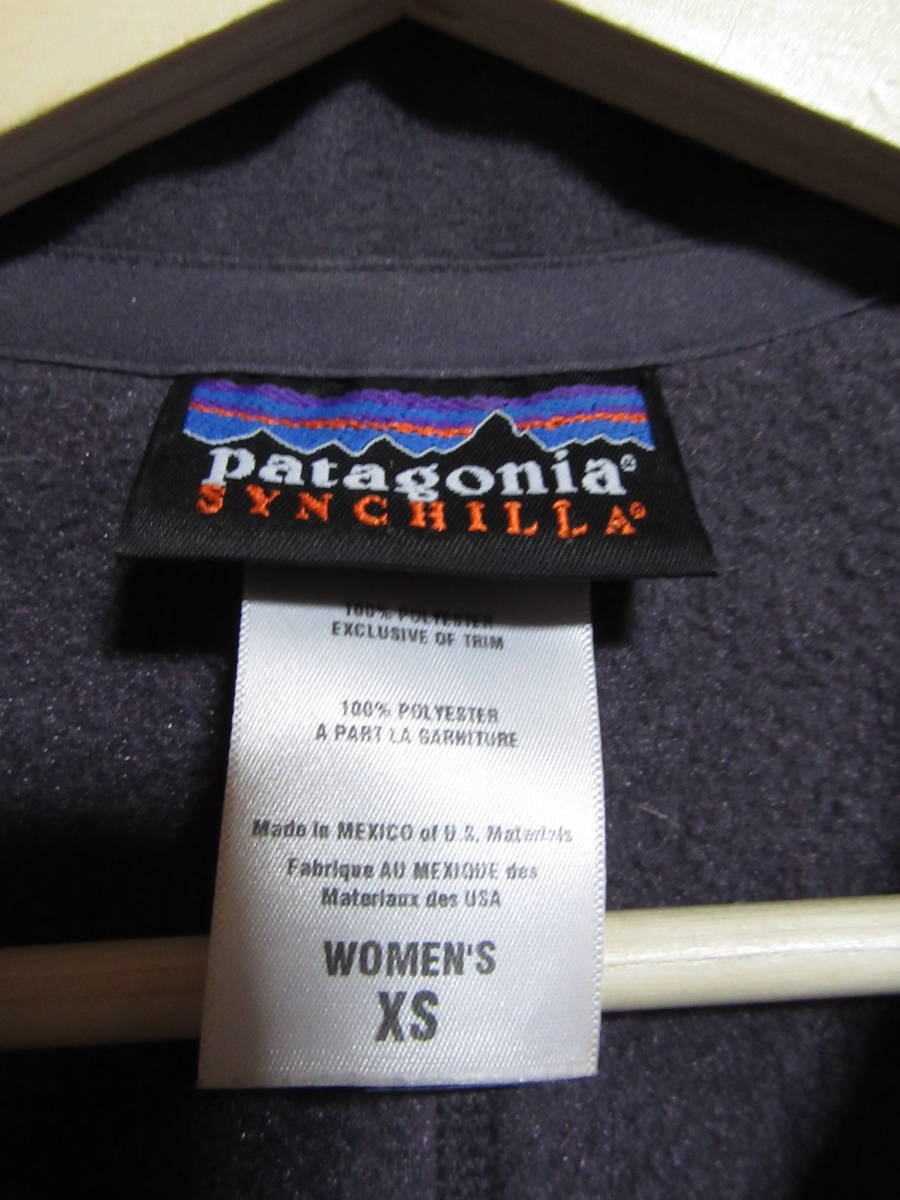 patagonia®
SYNCHILLA®
100% POLYESTER
EXCLUSIVE OF TRIM
100% POLYESTER
A PART LA GARNITURE
Made in MEXICO of U.S. Materials
Fabrique AU MEXIQUE des
Materiaux des USA
WOMEN'S
XS